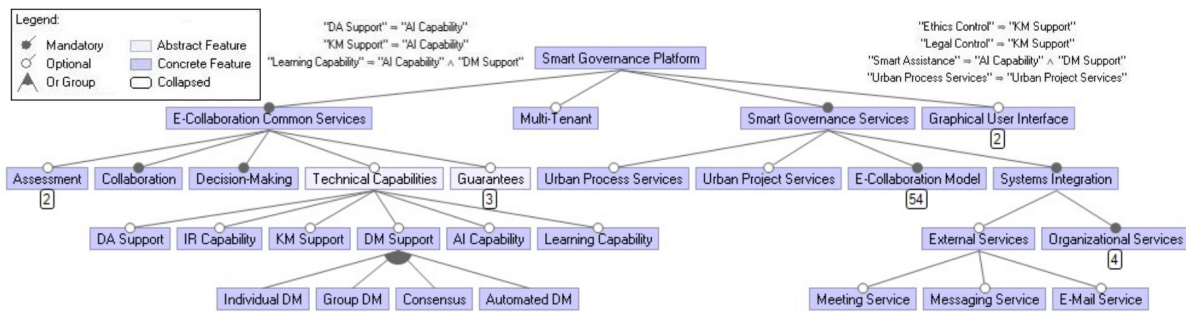 Legend:
Mandatory
Optional
Or Group
Abstract Feature
Concrete Feature
Collapsed
"DA Support" ⇒ "AI Capability"
"KM Support" ⇒ "AI Capability"
"Learning Capability" ⇒ "AI Capability" ∧ "DM Support"
"Ethics Control" ⇒ "KM Support"
"Legal Control" ⇒ "KM Support"
"Smart Assistance" ⇒ "AI Capability" ∧ "DM Support"
"Urban Process Services" ⇒ "Urban Project Services"
Smart Governance Platform
E-Collaboration Common Services
Multi-Tenant
Smart Governance Services
Graphical User Interface
2
Assessment
2
Collaboration
Decision-Making
Technical Capabilities
Guarantees
3
Urban Process Services
Urban Project Services
E-Collaboration Model
54
Systems Integration
DA Support
IR Capability
KM Support
DM Support
AI Capability
Learning Capability
External Services
Organizational Services
4
Individual DM
Group DM
Consensus
Automated DM
Meeting Service
Messaging Service
E-Mail Service